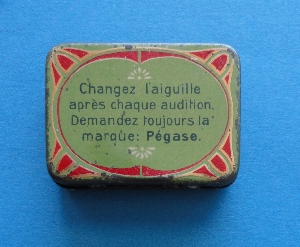 Changez l'aiguille
après chaque audition.
Demandez toujours la
marque: Pégase.